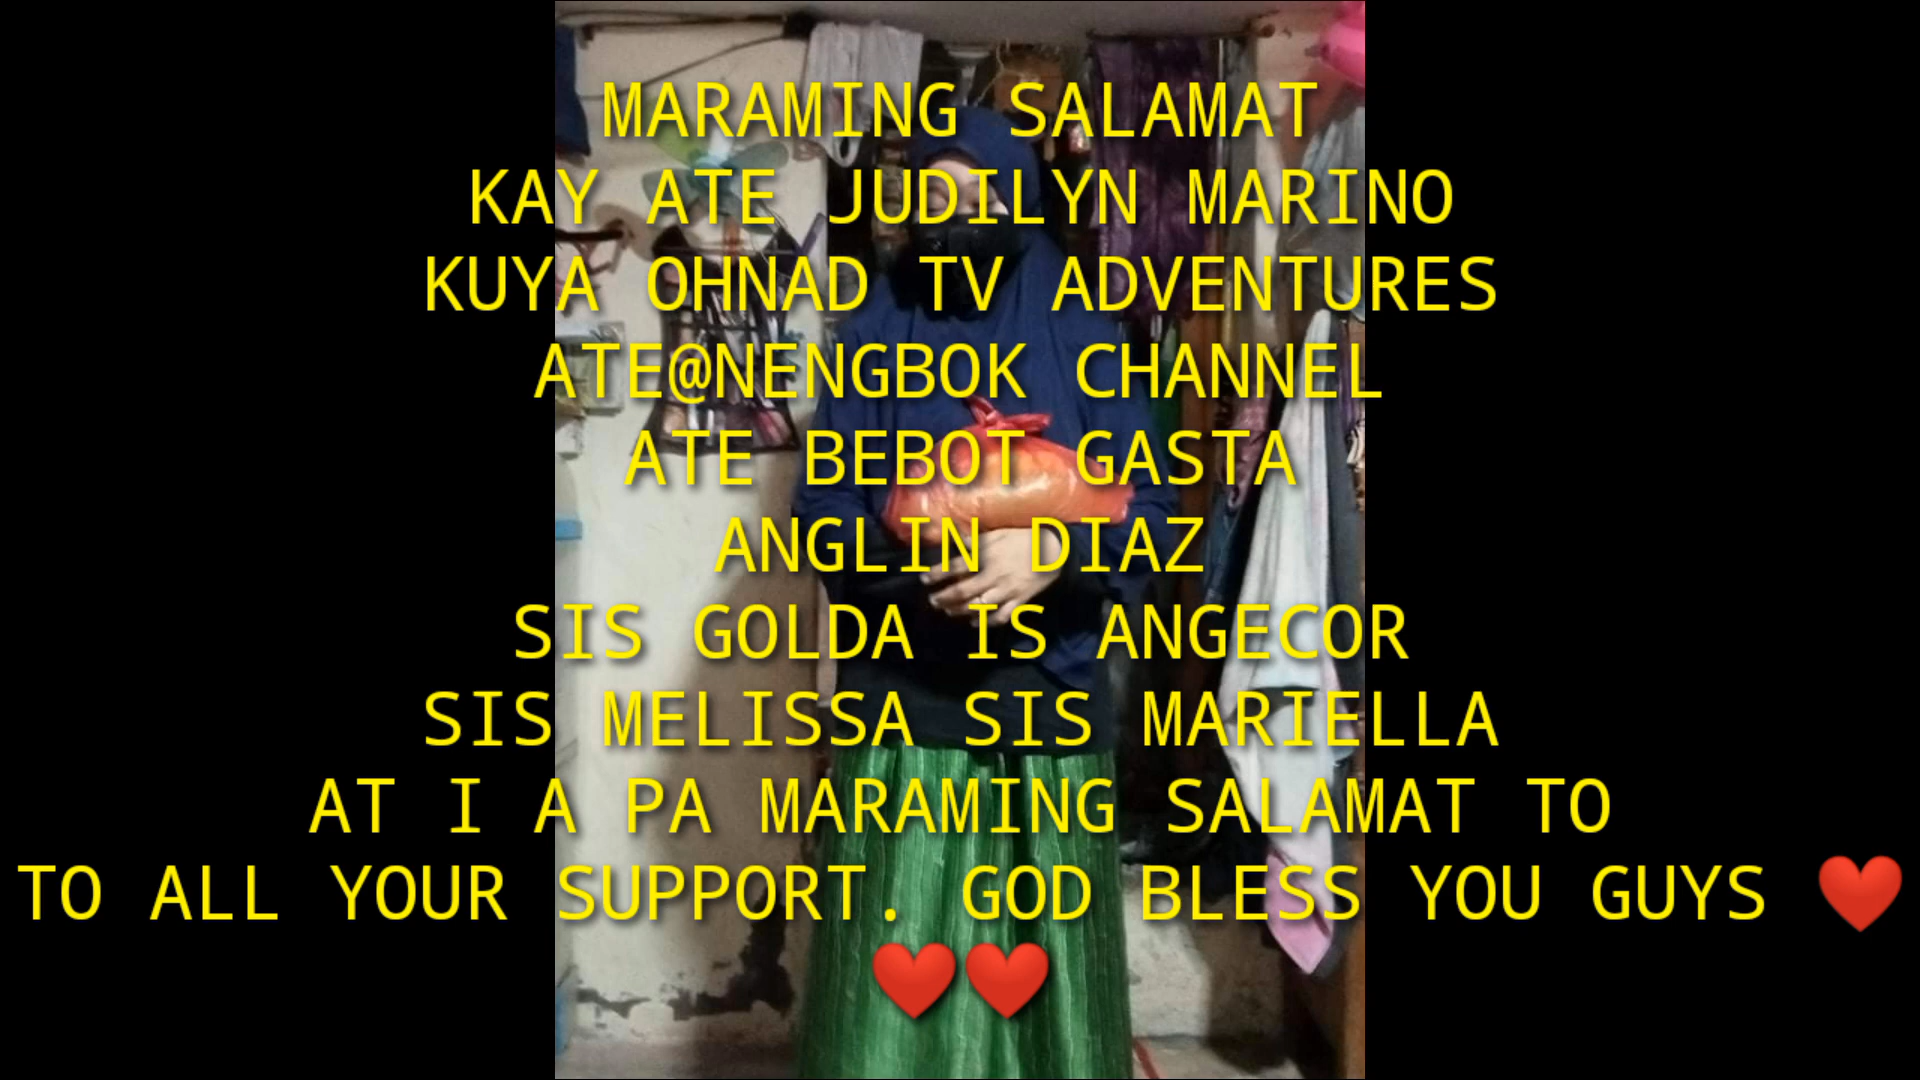 MARAMING SALAMAT
KAY ATE JUDILYN MARINO
KUYA OHNAD TV ADVENTURES
ATE@NENGBOK CHANNEL
ATE BEBOT GASTA
ANGLIN DIAZ
SIS GOLDA IS ANGECOR
SIS MELISSA SIS MARIELLA
AT I A PA MARAMING SALAMAT TO
TO ALL YOUR SUPPORT. GOD BLESS YOU GUYS ❤️
❤️❤️